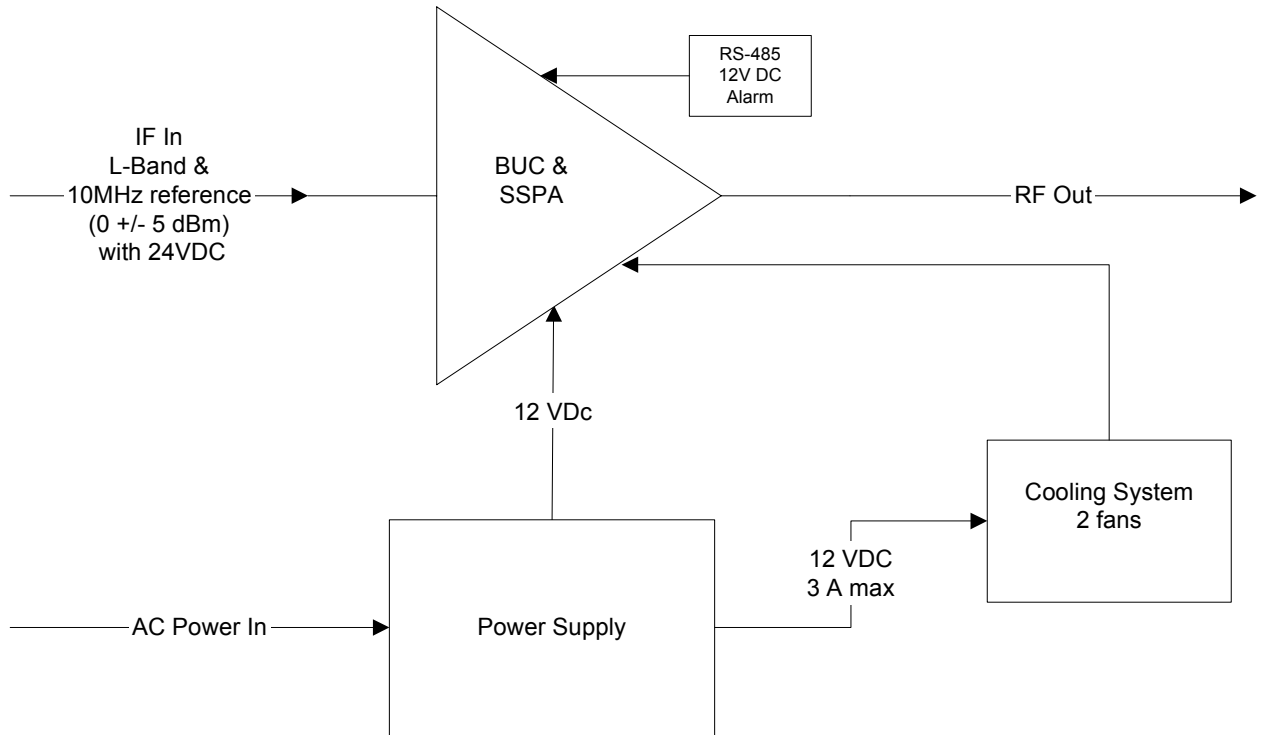 RS-485
12V DC
Alarm
IF In
L-Band &
10MHz reference
(0 +/- 5 dBm)
with 24VDC
BUC &
SSPA
RF Out
12 VDc
Cooling System
2 fans
12 VDC
3 A max
AC Power In
Power Supply